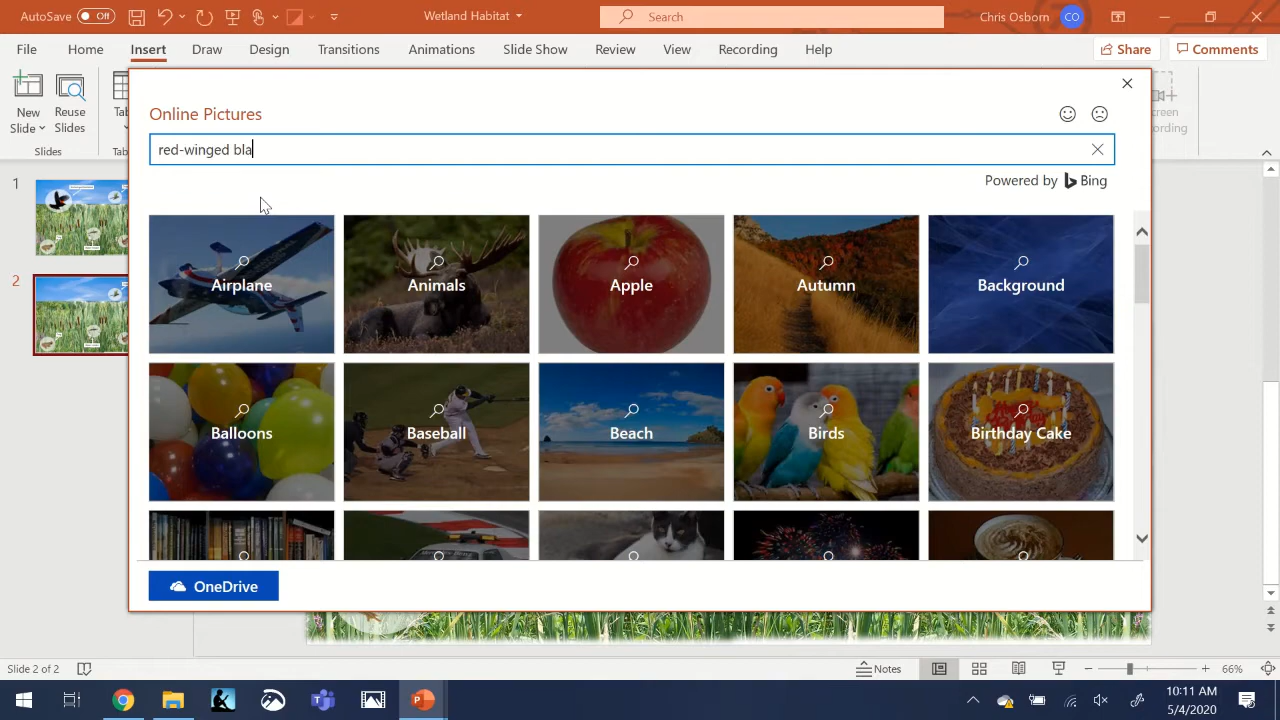 AutoSave Off Wetland Habitat Search Chris Osborn CO
File Home Insert Draw Design Transitions Animations Slide Show Review View Recording Help Share Comments
New
Slide
Reuse
Slides
Slides
Online Pictures
red-winged bla
Powered by Bing
Airplane Animals Apple Autumn Background
Balloons Baseball Beach Birds Birthday Cake
OneDrive
1
2
Slide 2 of 2 Notes 66%
10:11 AM
5/4/2020